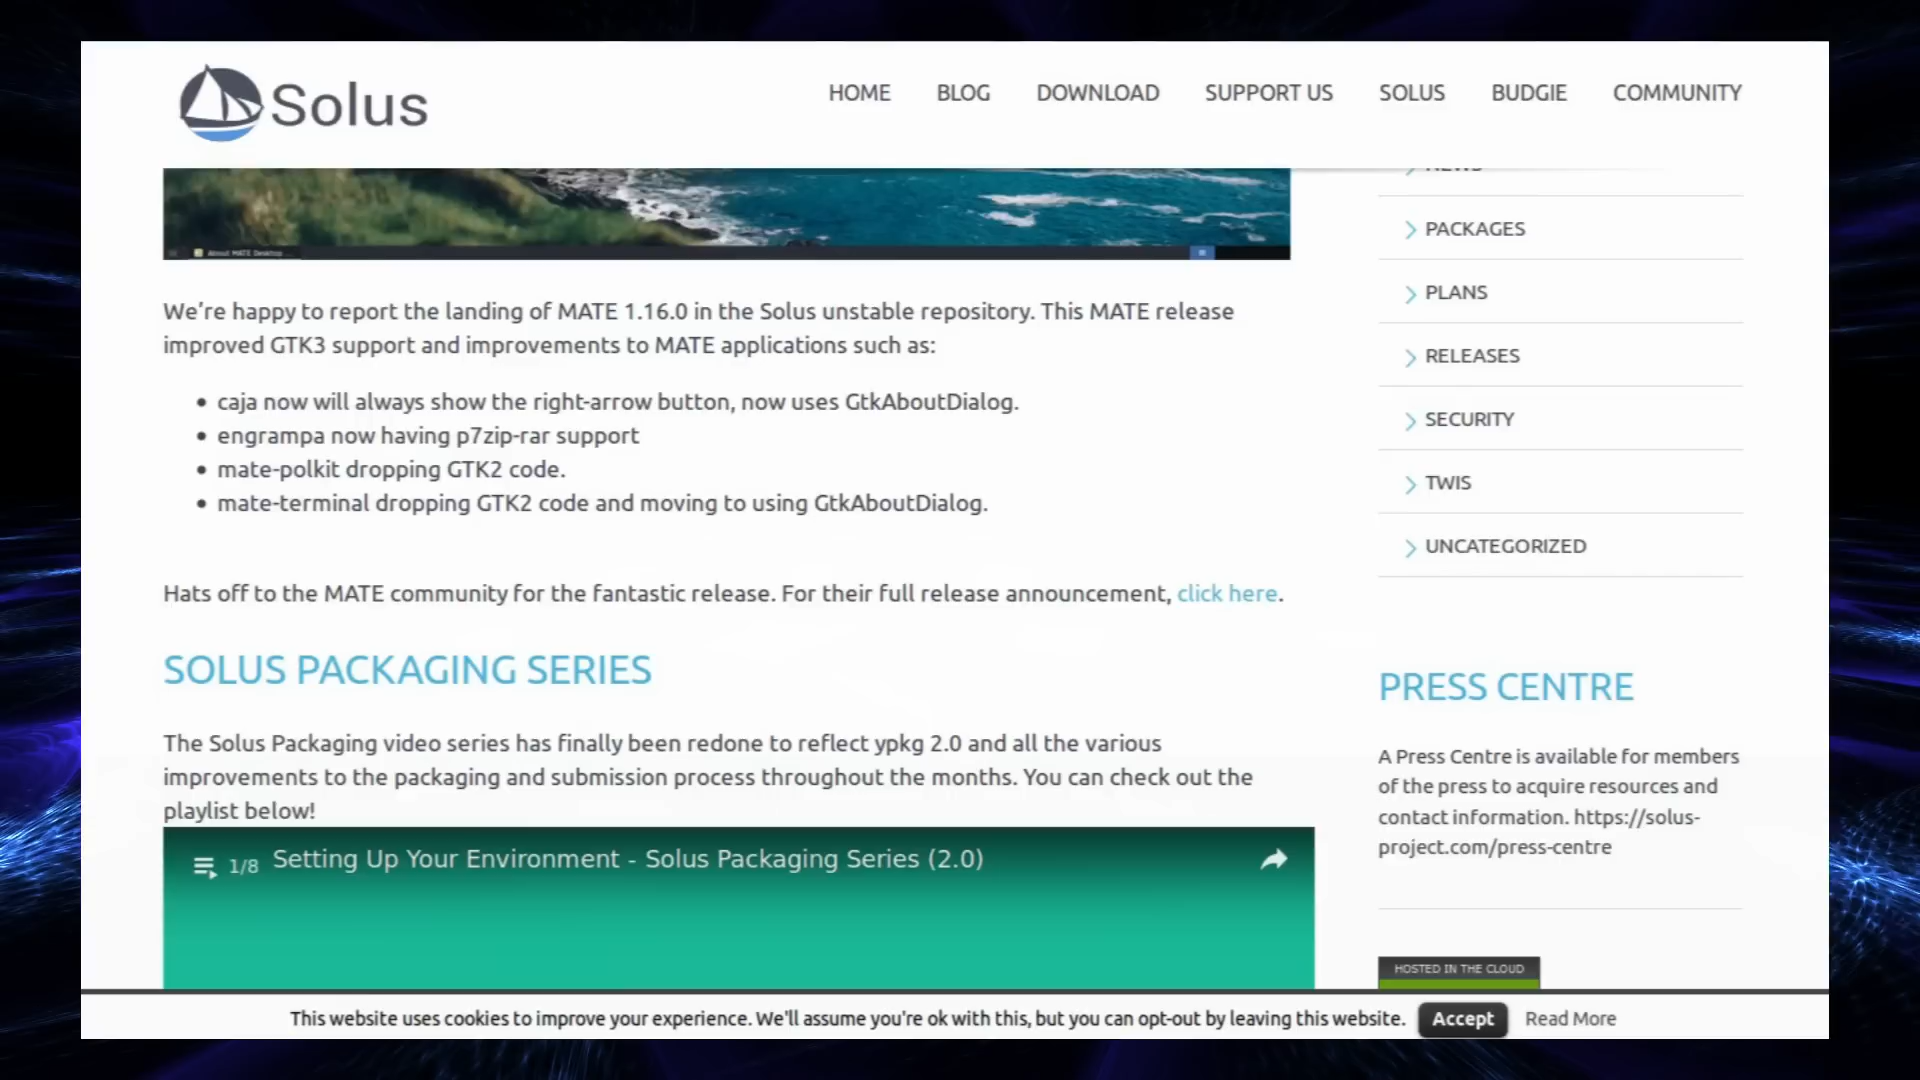 Solus
HOME BLOG DOWNLOAD SUPPORT US SOLUS BUDGIE COMMUNITY
About MATE Desktop ...
We're happy to report the landing of MATE 1.16.0 in the Solus unstable repository. This MATE release
improved GTK3 support and improvements to MATE applications such as:
• caja now will always show the right-arrow button, now uses GtkAboutDialog.
• engrampa now having p7zip-rar support
• mate-polkit dropping GTK2 code.
• mate-terminal dropping GTK2 code and moving to using GtkAboutDialog.
Hats off to the MATE community for the fantastic release. For their full release announcement, click here.
SOLUS PACKAGING SERIES
The Solus Packaging video series has finally been redone to reflect ypkg 2.0 and all the various
improvements to the packaging and submission process throughout the months. You can check out the
playlist below!
1/8 Setting Up Your Environment - Solus Packaging Series (2.0)
NEWS
PACKAGES
PLANS
RELEASES
SECURITY
TWIS
UNCATEGORIZED
PRESS CENTRE
A Press Centre is available for members
of the press to acquire resources and
contact information. https://solus-
project.com/press-centre
HOSTED IN THE CLOUD
This website uses cookies to improve your experience. We'll assume you're ok with this, but you can opt-out by leaving this website. Accept Read More